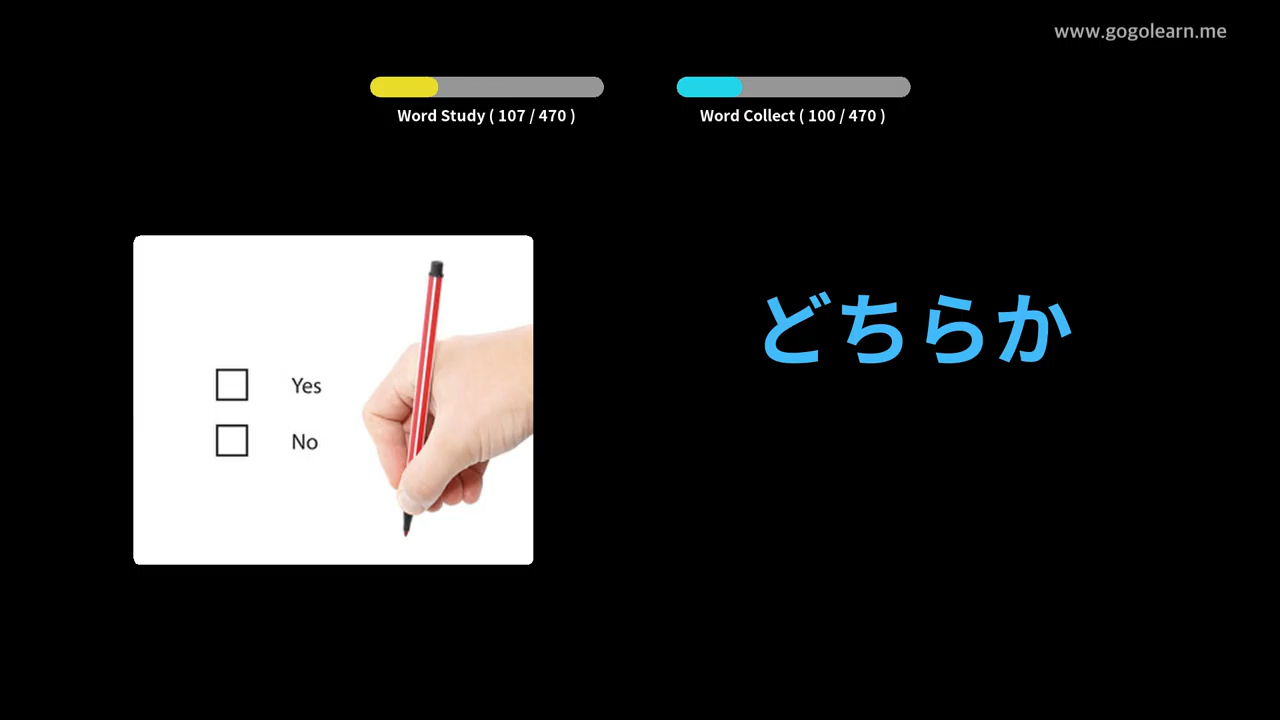 www.gogolearn.me
Word Study ( 107 / 470 )
Word Collect ( 100 / 470 )
Yes
No
どちらか